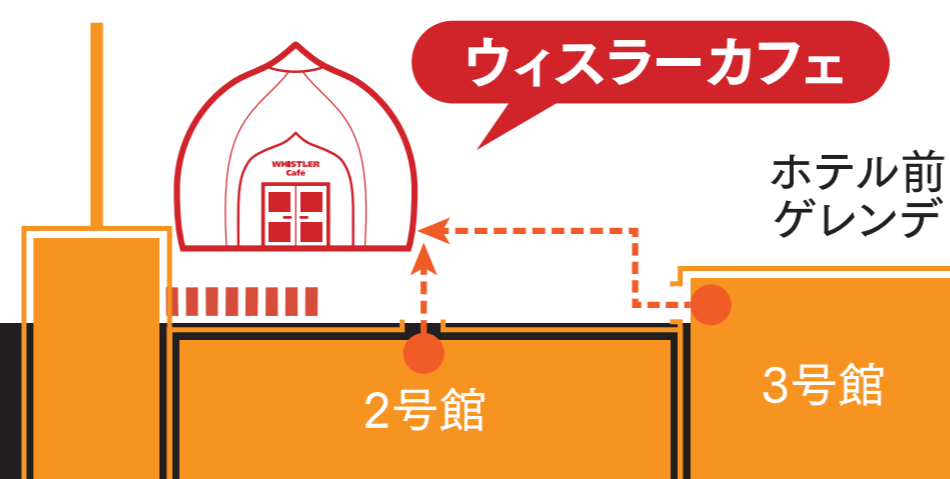 ウィスラーカフェ
WHISTLER
Café
ホテル前
ゲレンデ
2号館
3号館